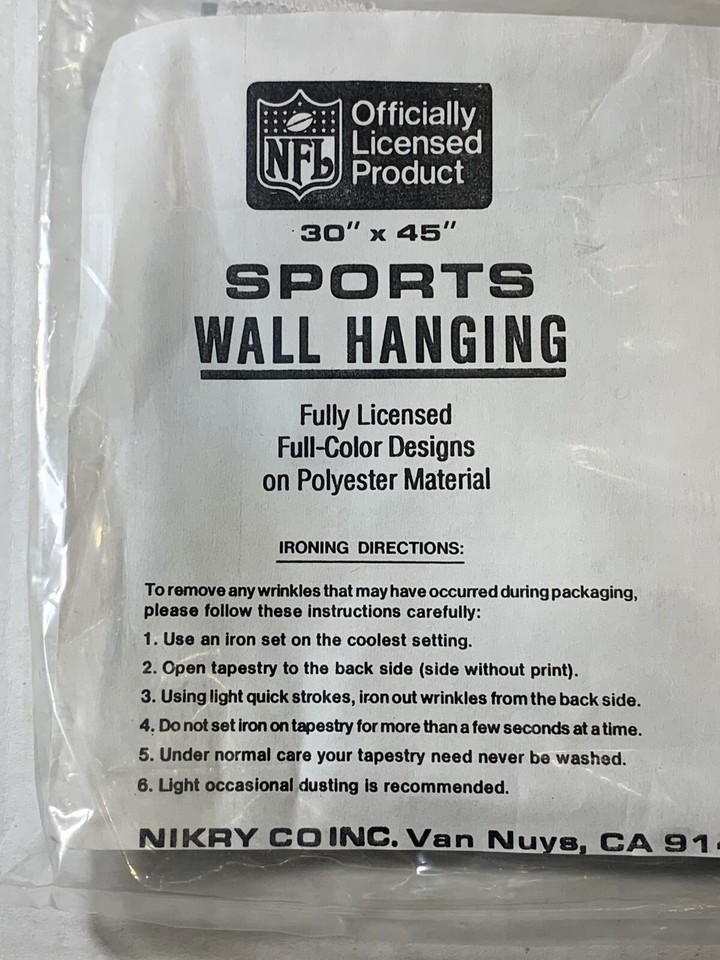 NFL
Officially
Licensed
Product
30" x 45"
SPORTS
WALL HANGING
Fully Licensed
Full-Color Designs
on Polyester Material
IRONING DIRECTIONS:
To remove any wrinkles that may have occurred during packaging,
please follow these instructions carefully:
1. Use an iron set on the coolest setting.
2. Open tapestry to the back side (side without print).
3. Using light quick strokes, iron out wrinkles from the back side.
4. Do not set iron on tapestry for more than a few seconds at a time.
5. Under normal care your tapestry need never be washed.
6. Light occasional dusting is recommended.
NIKRY CO INC. Van Nuys, CA